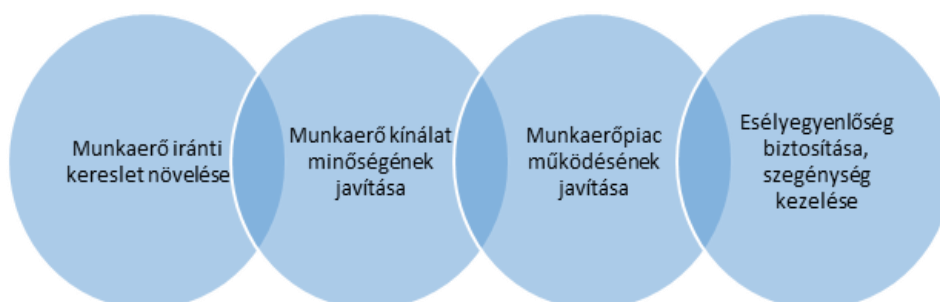 Munkaerő iránti
kereslet növelése
Munkaerő kínálat
minőségének
javítása
Munkaerőpiac
működésének
javítása
Esélyegyenlőség
biztosítása,
szegénység
kezelése